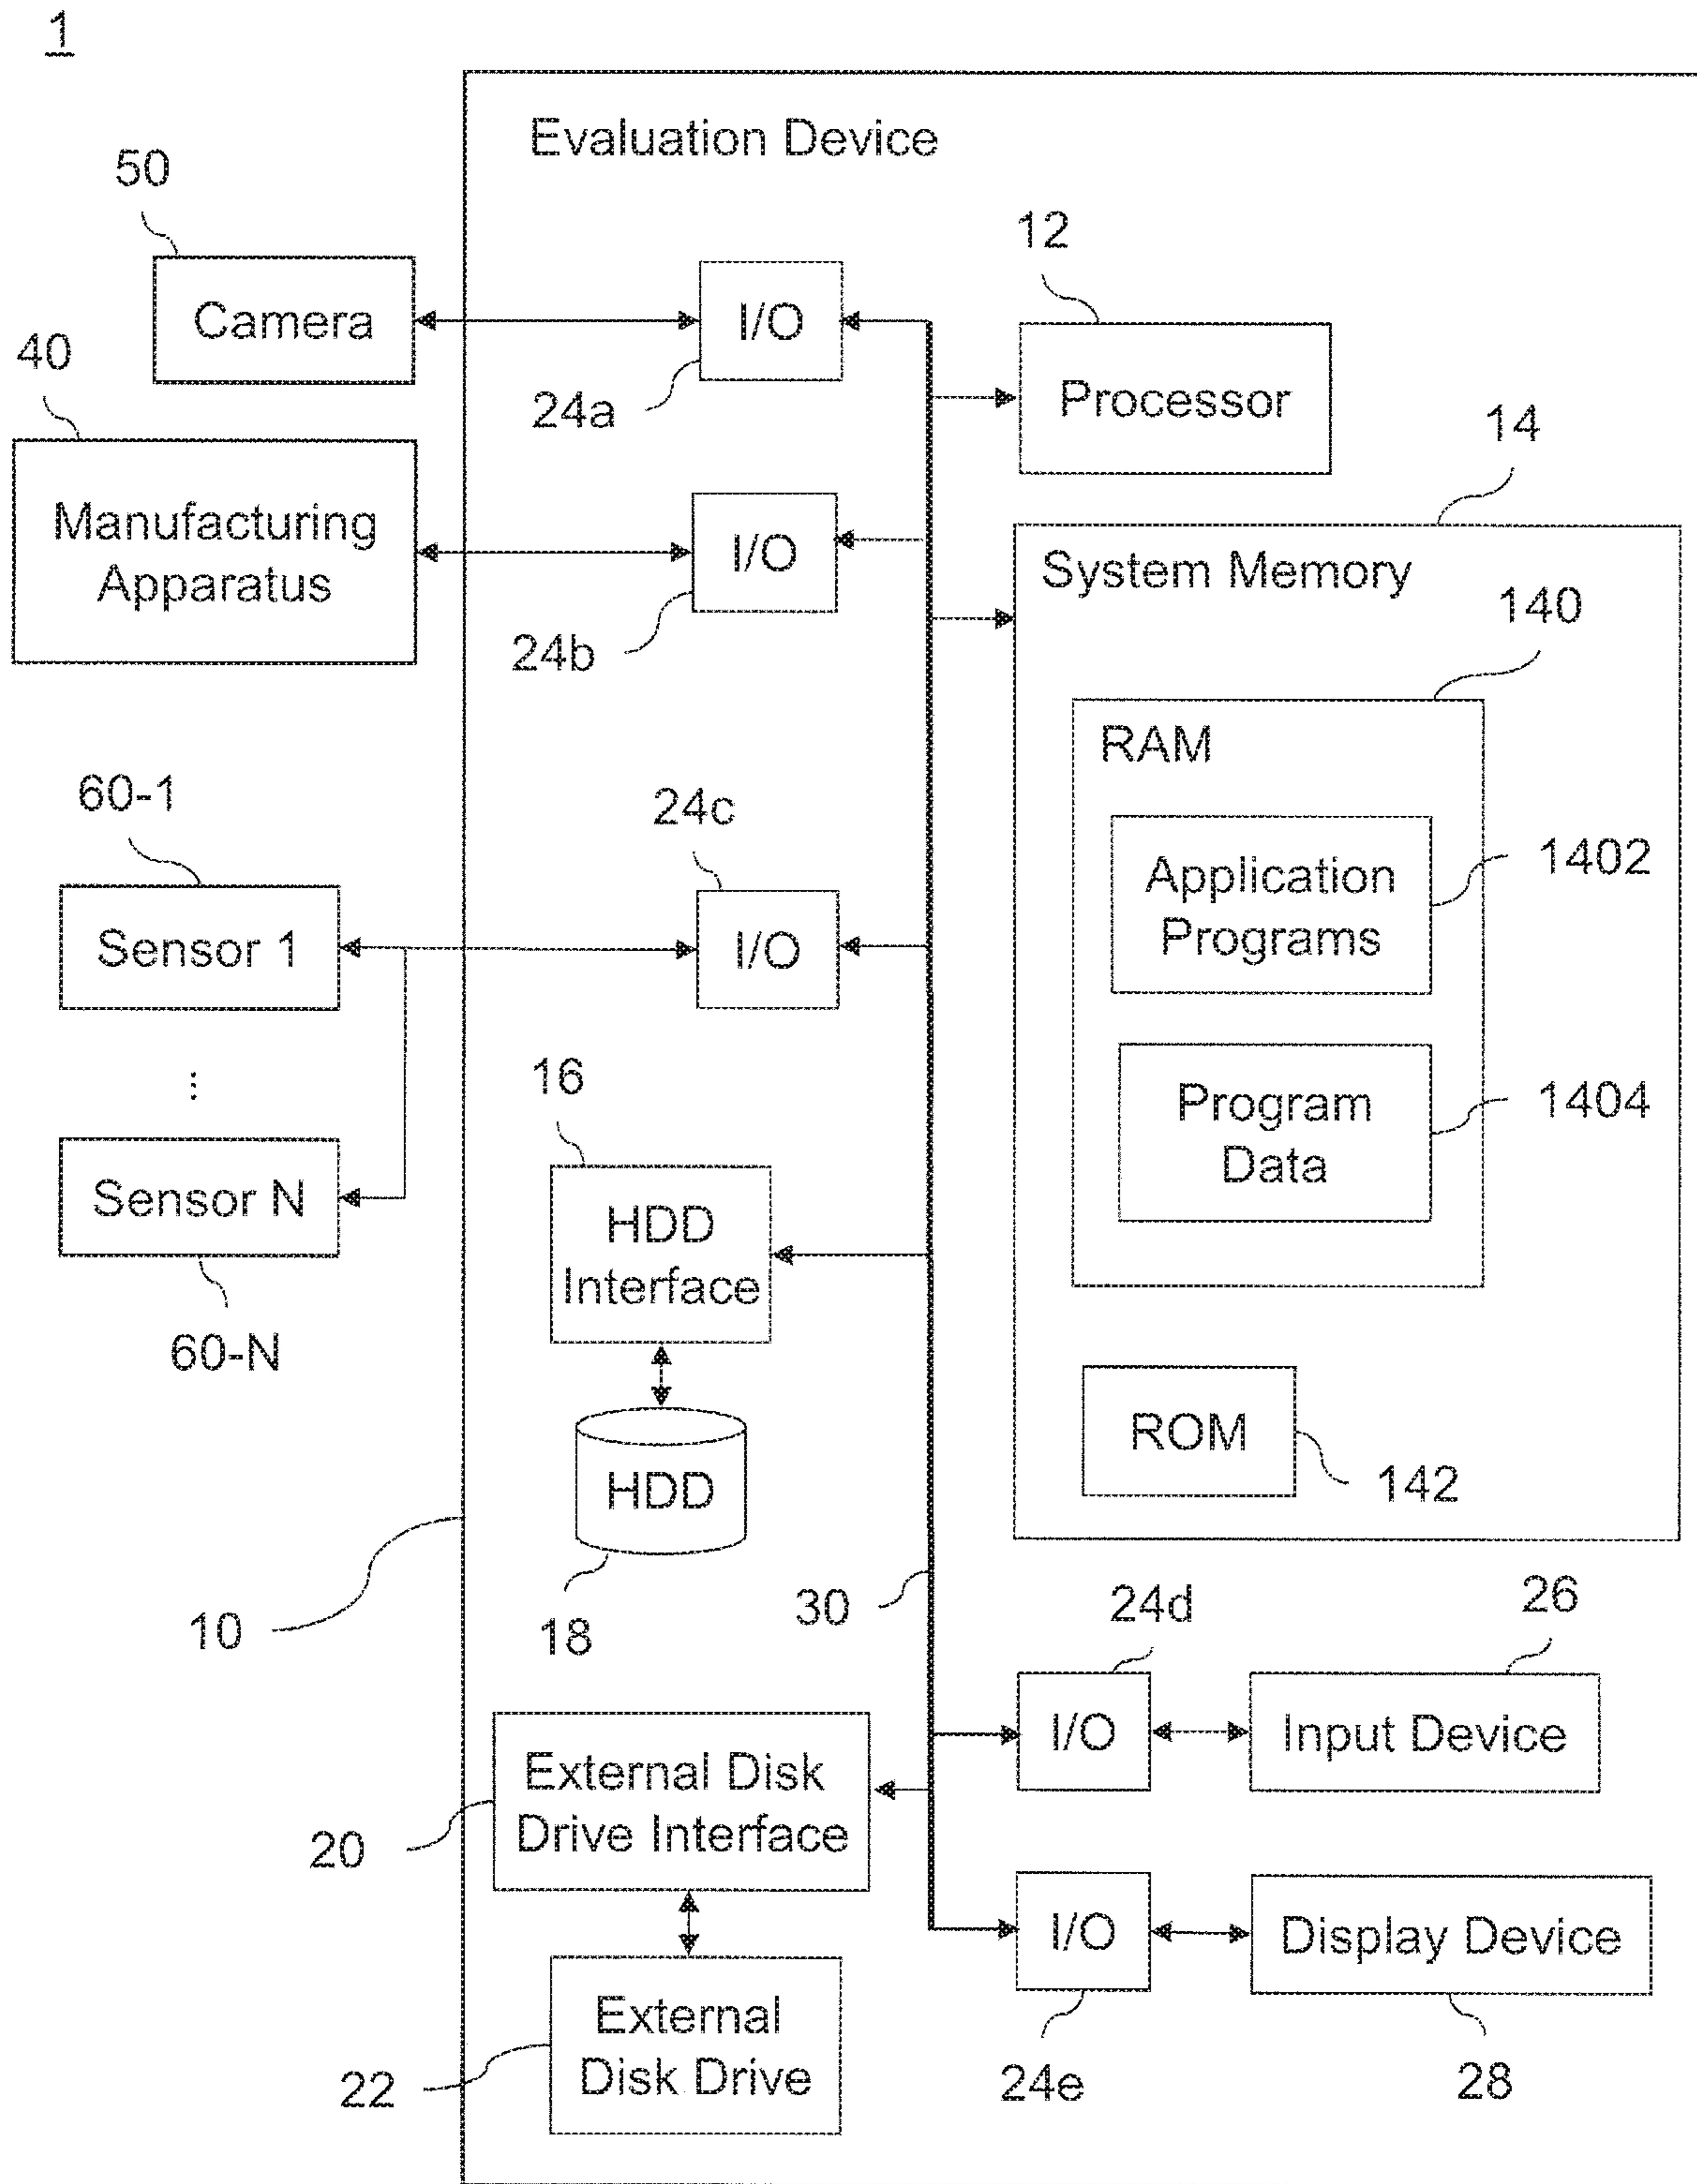 1
Evaluation Device
50
Camera
I/O
24a
12
Processor
40
Manufacturing
Apparatus
I/O
24b
14
System Memory
140
RAM
1402
Application
Programs
1404
Program
Data
ROM
142
60-1
Sensor 1
24c
I/O
...
Sensor N
60-N
16
HDD
Interface
HDD
18
10
30
24d
26
I/O
Input Device
External Disk
Drive Interface
20
I/O
Display Device
24e
28
External
Disk Drive
22